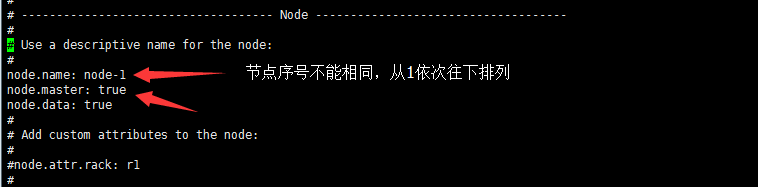 #
# ------------------------------------ Node ------------------------------------
#
# Use a descriptive name for the node:
#
node.name: node-1
节点序号不能相同，从1依次往下排列
node.master: true
node.data: true
#
# Add custom attributes to the node:
#
#node.attr.rack: r1
#